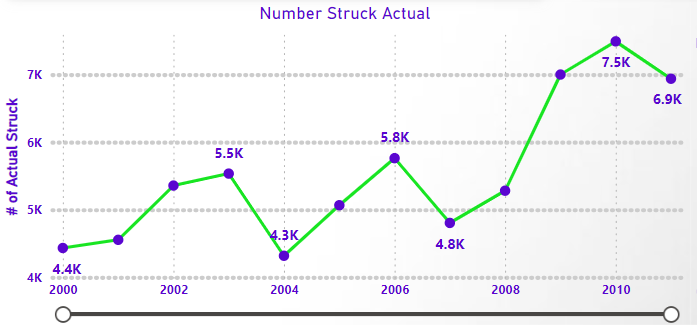 Number Struck Actual
# of Actual Struck
7K
6K
5K
4K
4.4K
5.5K
4.3K
5.8K
4.8K
7.5K
6.9K
2000
2002
2004
2006
2008
2010